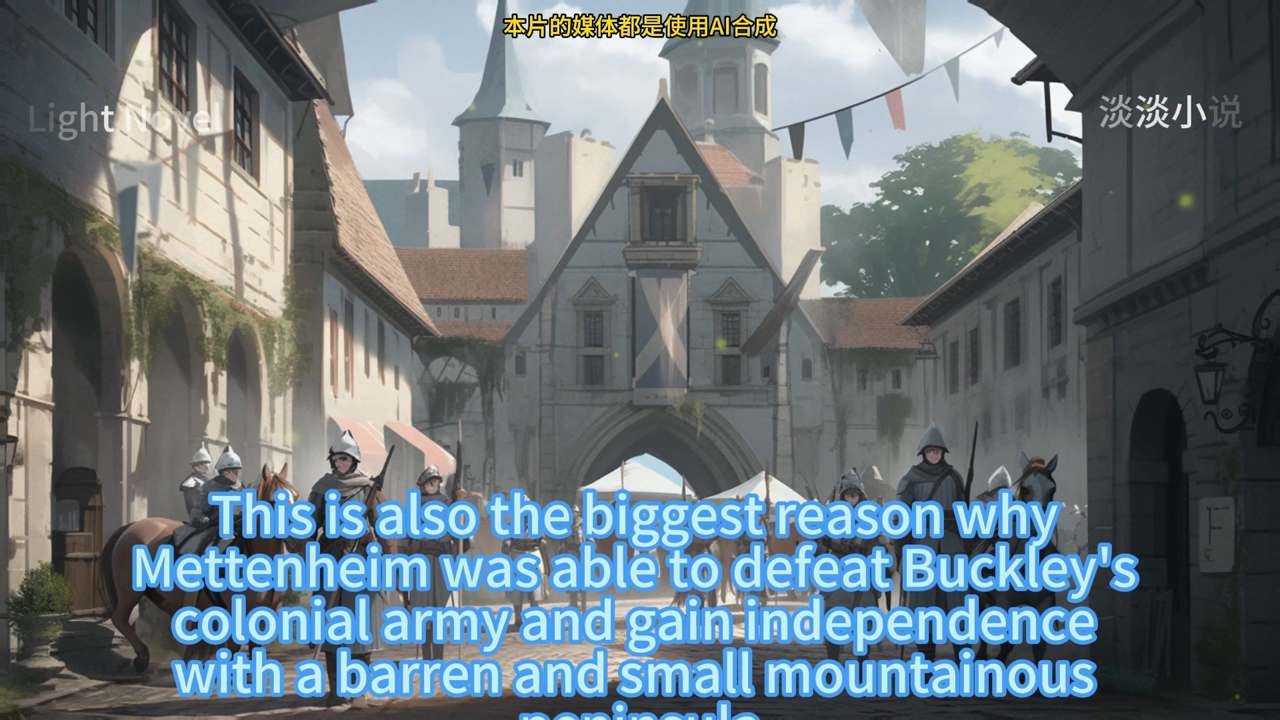 本片的媒体都是使用AI合成
Light Novel
淡淡小说
This is also the biggest reason why
Mettenheim was able to defeat Buckley's
colonial army and gain independence
with a barren and small mountainous
peninsula